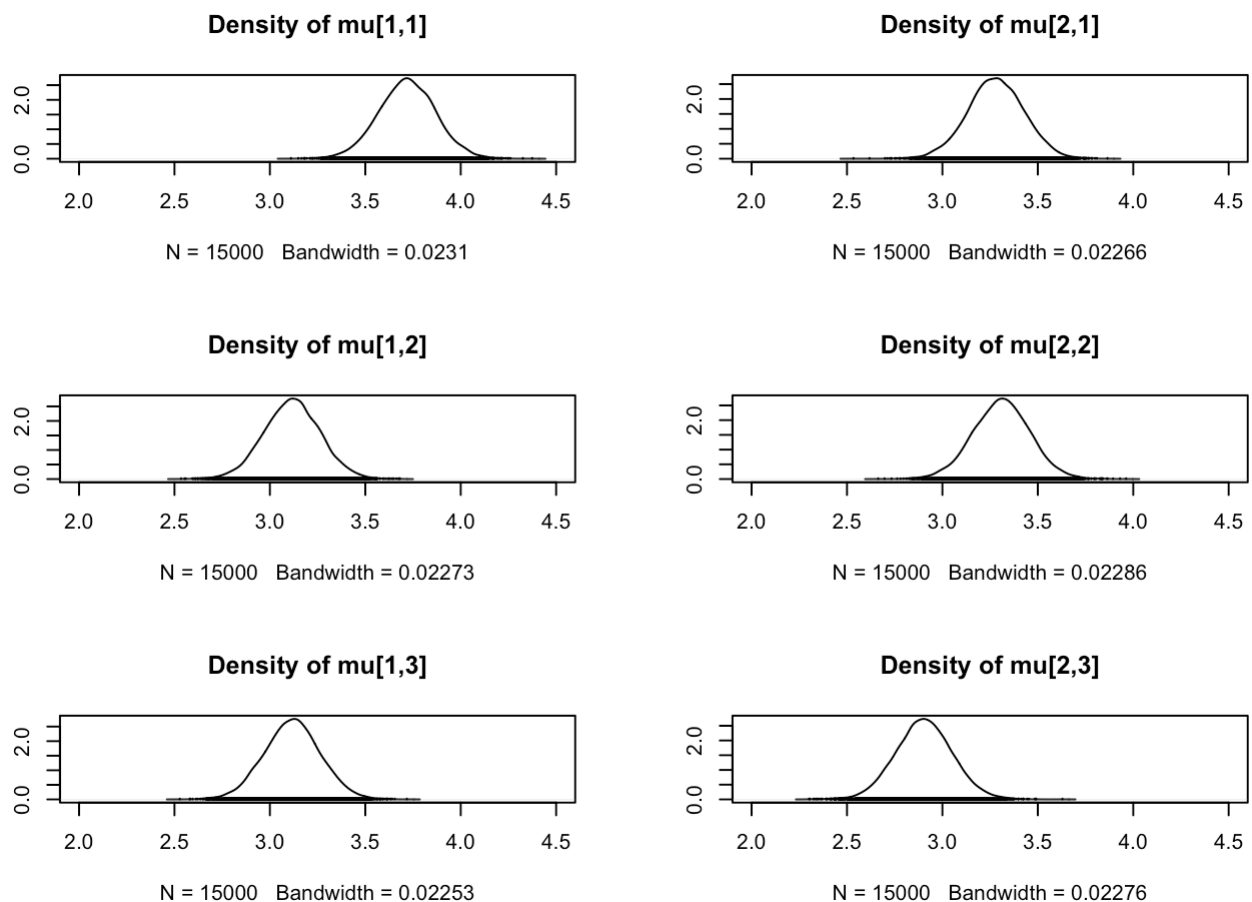 Density of mu[1,1]
0.0 2.0
2.0 2.5 3.0 3.5 4.0 4.5
N = 15000 Bandwidth = 0.0231
Density of mu[2,1]
0.0 2.0
2.0 2.5 3.0 3.5 4.0 4.5
N = 15000 Bandwidth = 0.02266
Density of mu[1,2]
0.0 2.0
2.0 2.5 3.0 3.5 4.0 4.5
N = 15000 Bandwidth = 0.02273
Density of mu[2,2]
0.0 2.0
2.0 2.5 3.0 3.5 4.0 4.5
N = 15000 Bandwidth = 0.02286
Density of mu[1,3]
0.0 2.0
2.0 2.5 3.0 3.5 4.0 4.5
N = 15000 Bandwidth = 0.02253
Density of mu[2,3]
0.0 2.0
2.0 2.5 3.0 3.5 4.0 4.5
N = 15000 Bandwidth = 0.02276